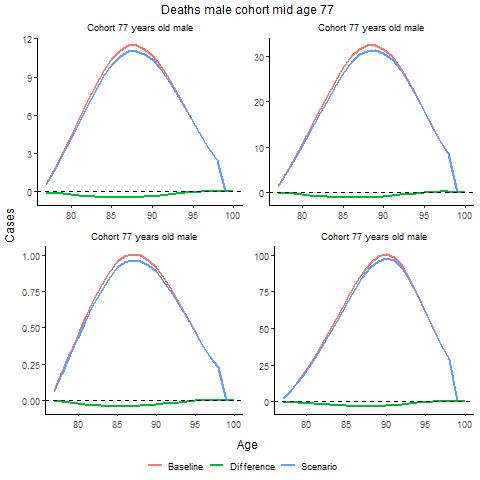 Deaths male cohort mid age 77
Cohort 77 years old male
Cohort 77 years old male
12
9
6
3
0
80 85 90 95 100
30
20
10
0
80 85 90 95 100
Cases
Cohort 77 years old male
Cohort 77 years old male
1.00
0.75
0.50
0.25
0.00
80 85 90 95 100
100
75
50
25
0
80 85 90 95 100
Age
Baseline Difference Scenario